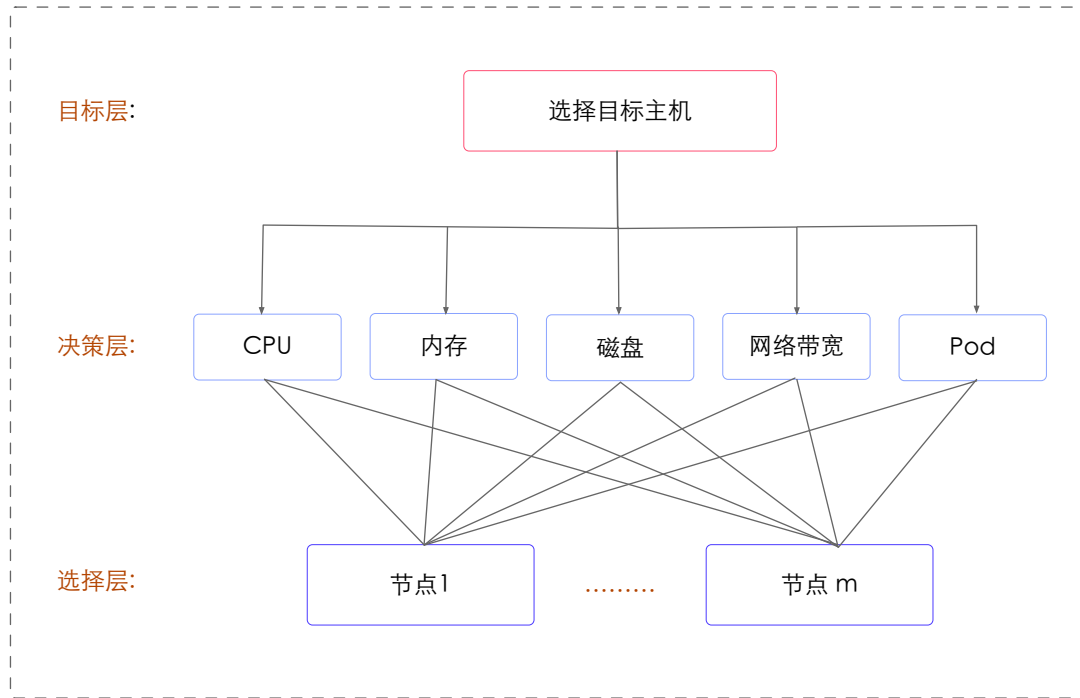 目标层:
选择目标主机
决策层:
CPU
内存
磁盘
网络带宽
Pod
选择层:
节点1
.........
节点 m